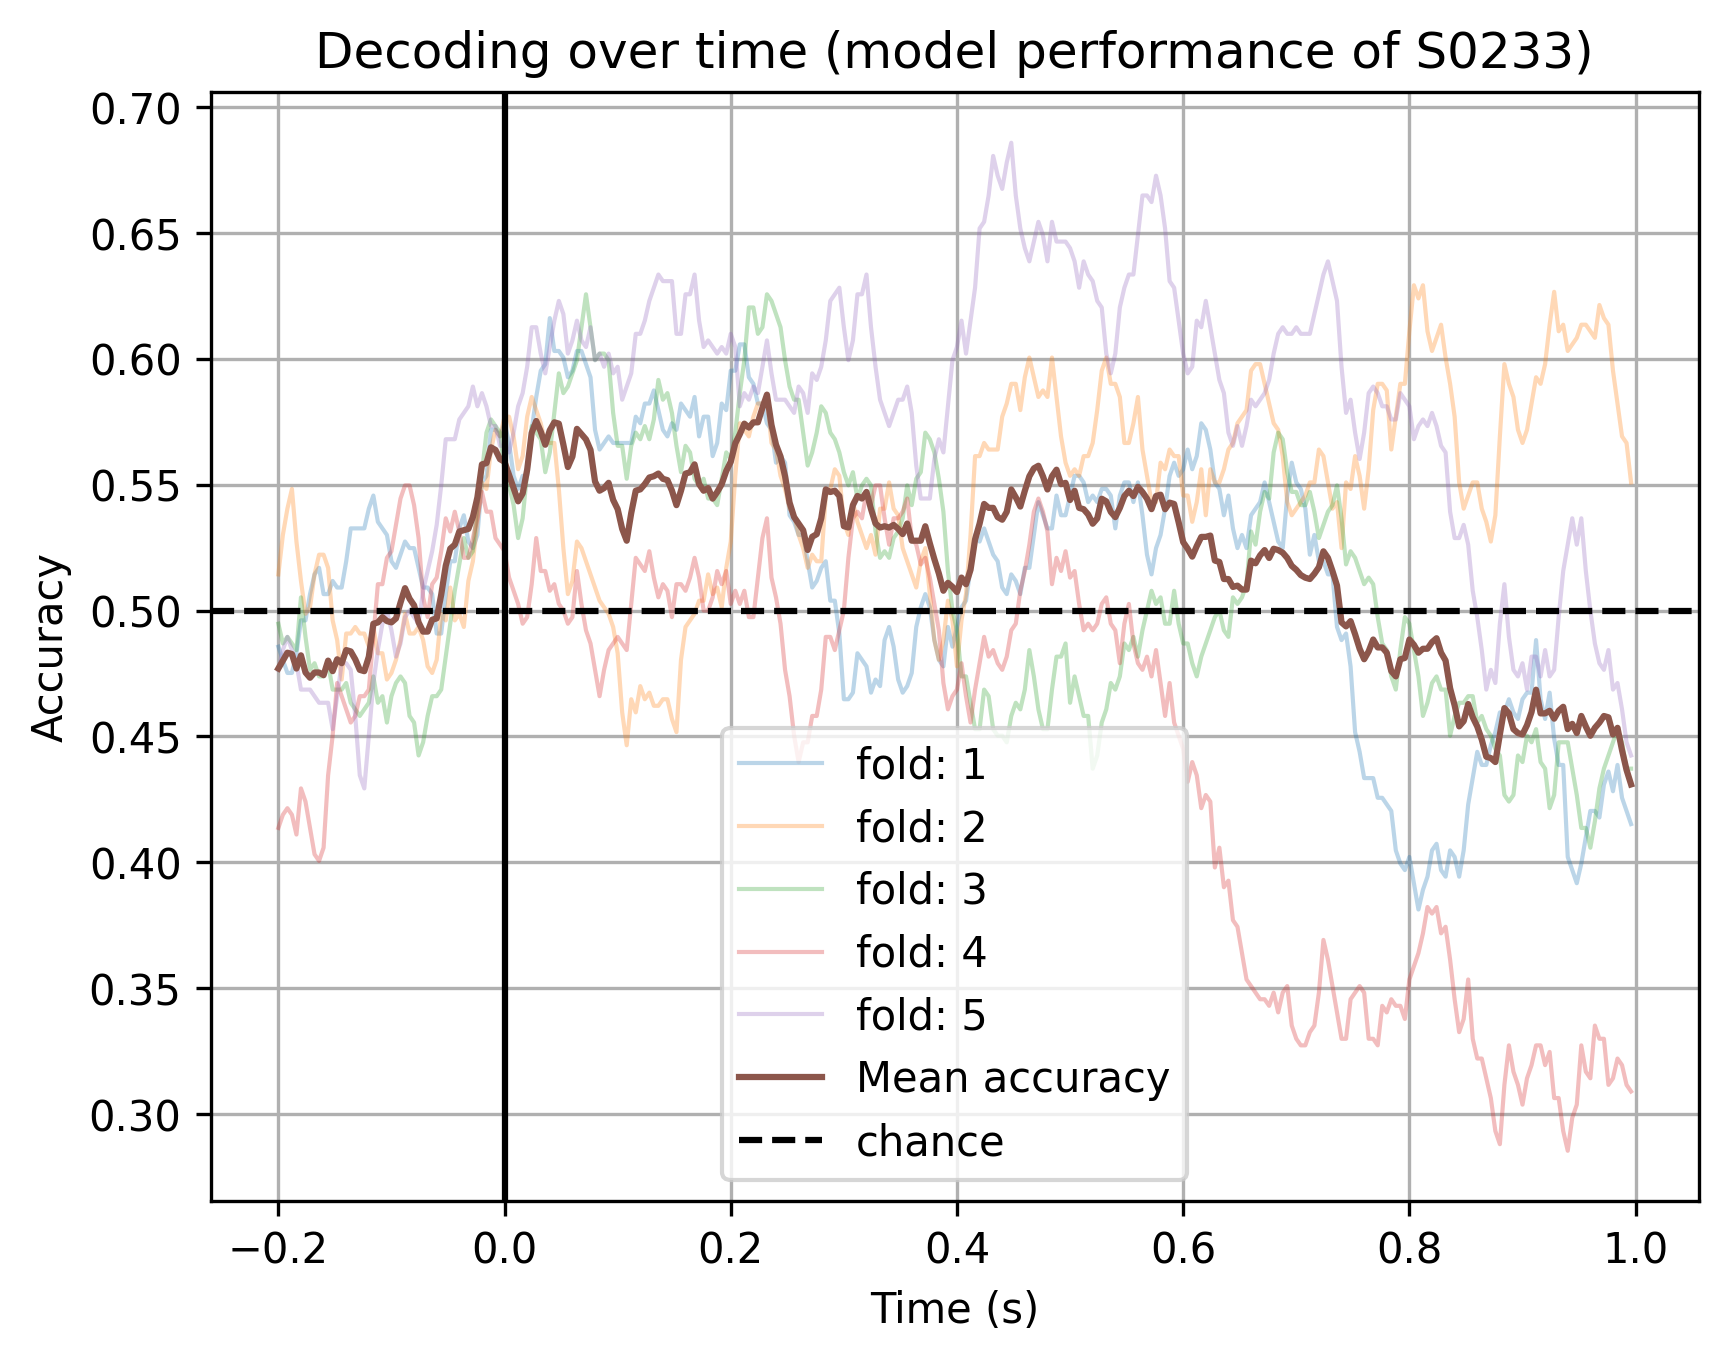 Decoding over time (model performance of S0233)
Accuracy
0.70
0.65
0.60
0.55
0.50
0.45
0.40
0.35
0.30
fold: 1
fold: 2
fold: 3
fold: 4
fold: 5
Mean accuracy
chance
−0.2 0.0 0.2 0.4 0.6 0.8 1.0
Time (s)